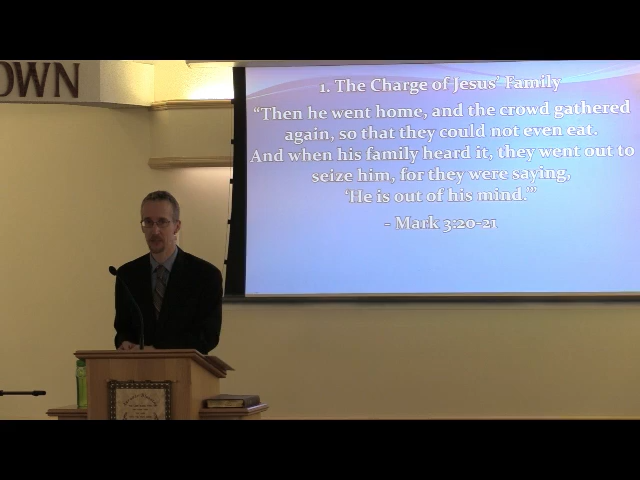 OWN
1. The Charge of Jesus' Family
“Then he went home, and the crowd gathered
again, so that they could not even eat.
And when his family heard it, they went out to
seize him, for they were saying,
‘He is out of his mind.’”
- Mark 3:20-21